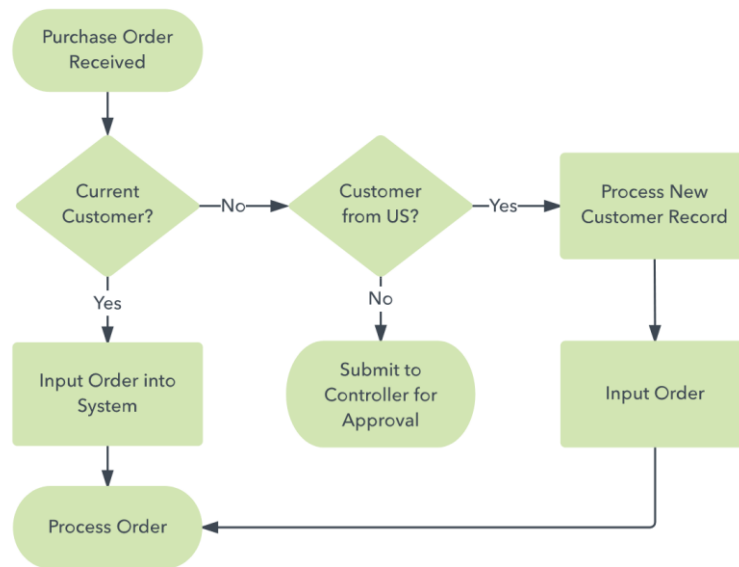 Purchase Order
Received
Current
Customer?
No
Customer
from US?
Yes
Process New
Customer Record
Yes
No
Input Order into
System
Submit to
Controller for
Approval
Input Order
Process Order